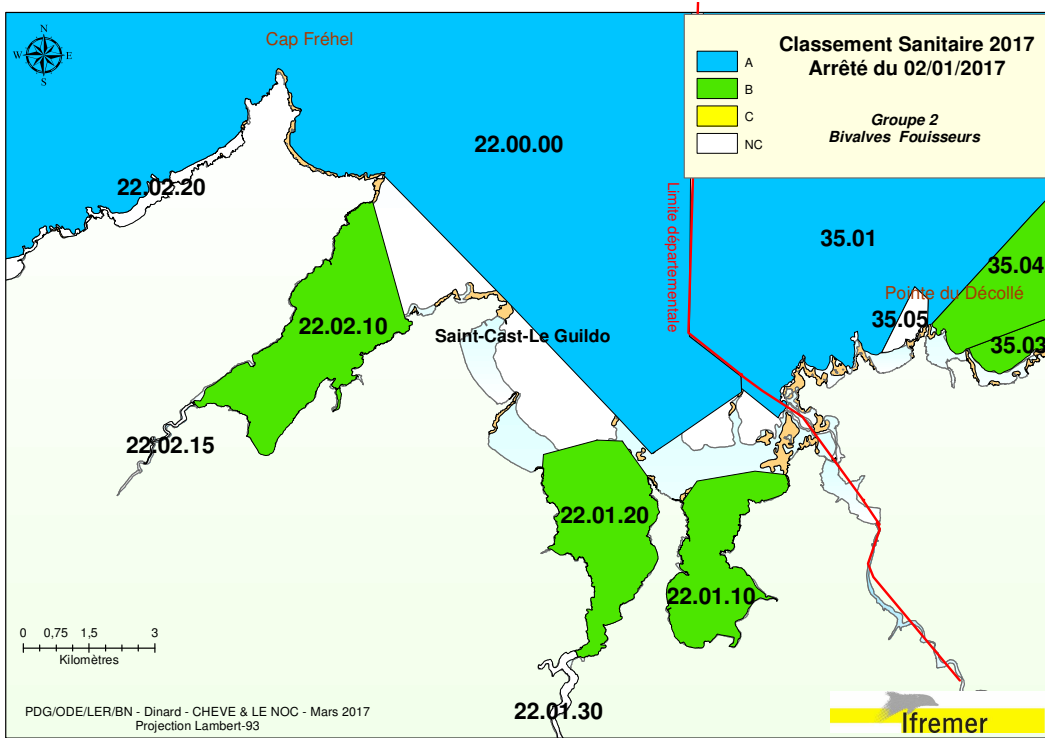 N
W E
S
Cap Fréhel
Classement Sanitaire 2017
Arrêté du 02/01/2017
A
B
C
NC
Groupe 2
Bivalves Fouisseurs
22.00.00
22.02.20
Limite départementale
35.01
35.04
Pointe du Décollé
35.05
35.03
22.02.10
Saint-Cast-Le Guildo
22.02.15
22.01.20
22.01.10
0 0,75 1,5 3
Kilomètres
22.01.30
PDG/ODE/LER/BN - Dinard - CHEVE & LE NOC - Mars 2017
Projection Lambert-93
Ifremer